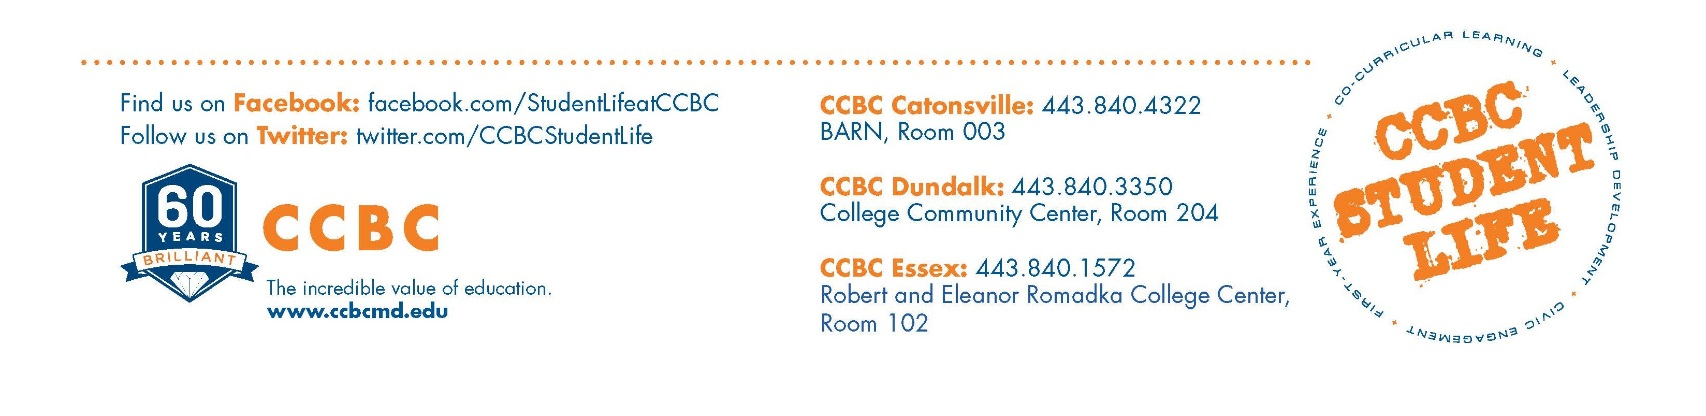 Find us on Facebook: facebook.com/StudentLifeatCCBC
Follow us on Twitter: twitter.com/CCBCStudentLife
60
YEARS
BRILLIANT
CCBC
The incredible value of education.
www.ccbcmd.edu
CCBC Catonsville: 443.840.4322
BARN, Room 003
CCBC Dundalk: 443.840.3350
College Community Center, Room 204
CCBC Essex: 443.840.1572
Robert and Eleanor Romadka College Center,
Room 102
CCBC
STUDENT
LIFE
FIRST-YEAR EXPERIENCE + CO-CURRICULAR LEARNING + LEADERSHIP DEVELOPMENT + CIVIC ENGAGEMENT +